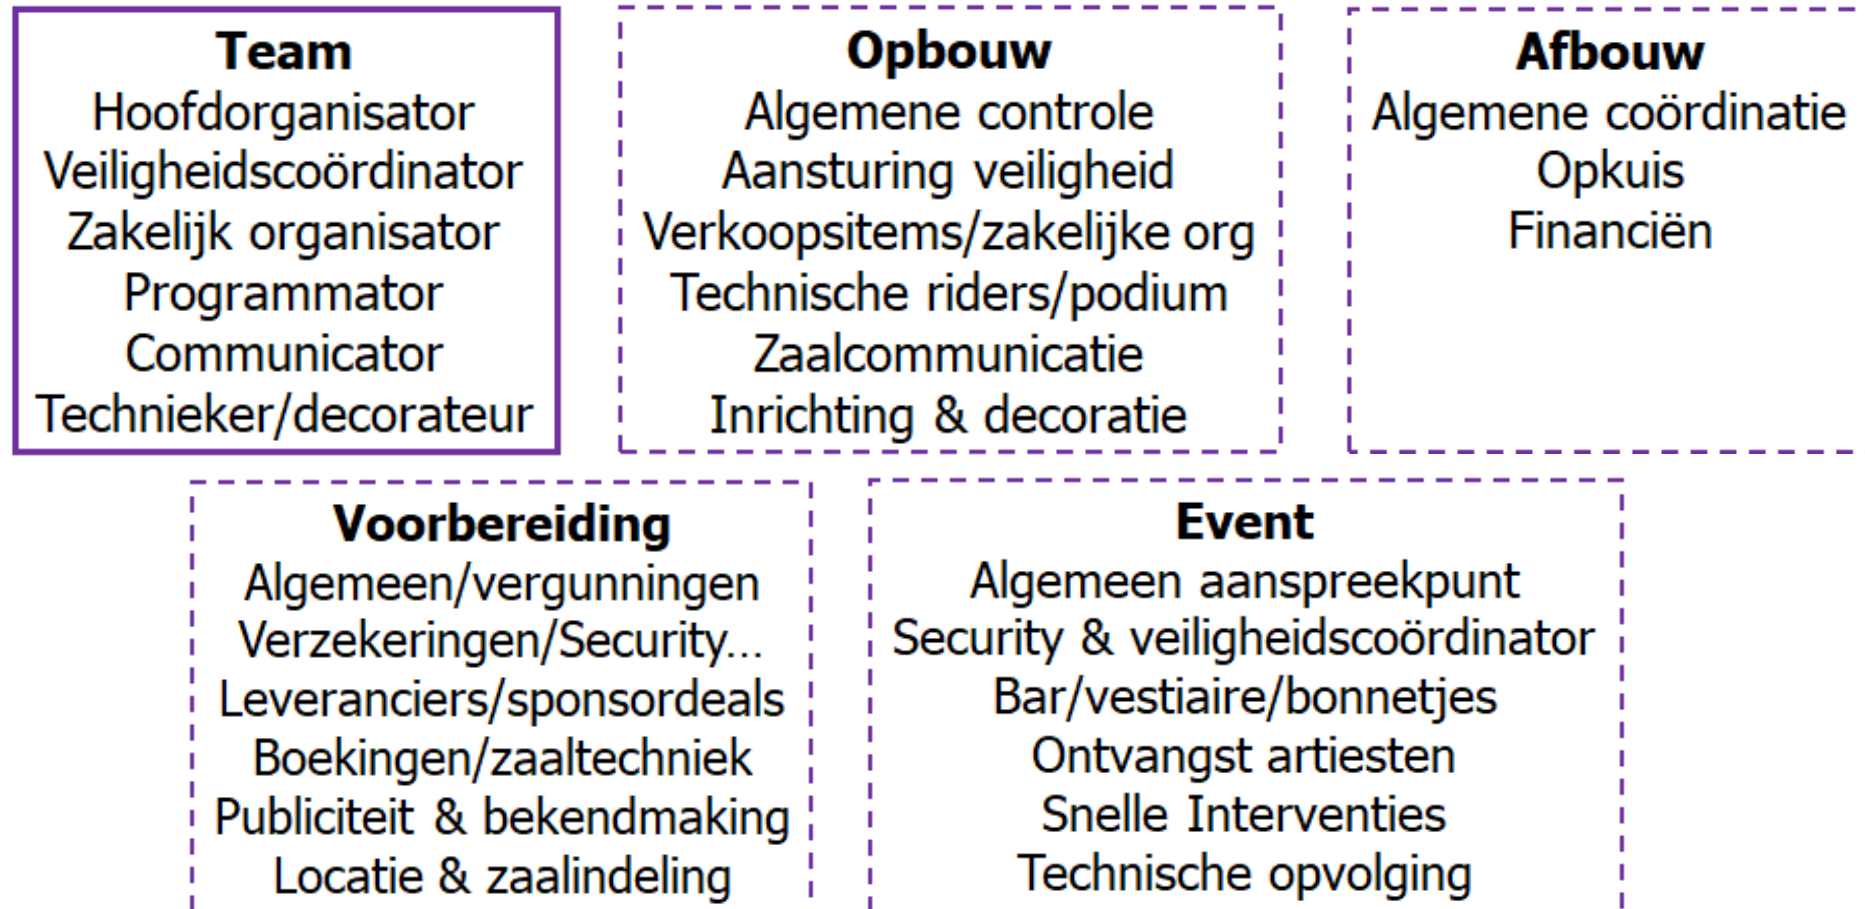 Team
Hoofdorganisator
Veiligheidscoördinator
Zakelijk organisator
Programmator
Communicator
Technieker/decorateur
Opbouw
Algemene controle
Aansturing veiligheid
Verkoopsitems/zakelijke org
Technische riders/podium
Zaalcommunicatie
Inrichting & decoratie
Afbouw
Algemene coördinatie
Opkuis
Financiën
Voorbereiding
Algemeen/vergunningen
Verzekeringen/Security...
Leveranciers/sponsordeals
Boekingen/zaaltechniek
Publiciteit & bekendmaking
Locatie & zaalindeling
Event
Algemeen aanspreekpunt
Security & veiligheidscoördinator
Bar/vestiaire/bonnetjes
Ontvangst artiesten
Snelle Interventies
Technische opvolging